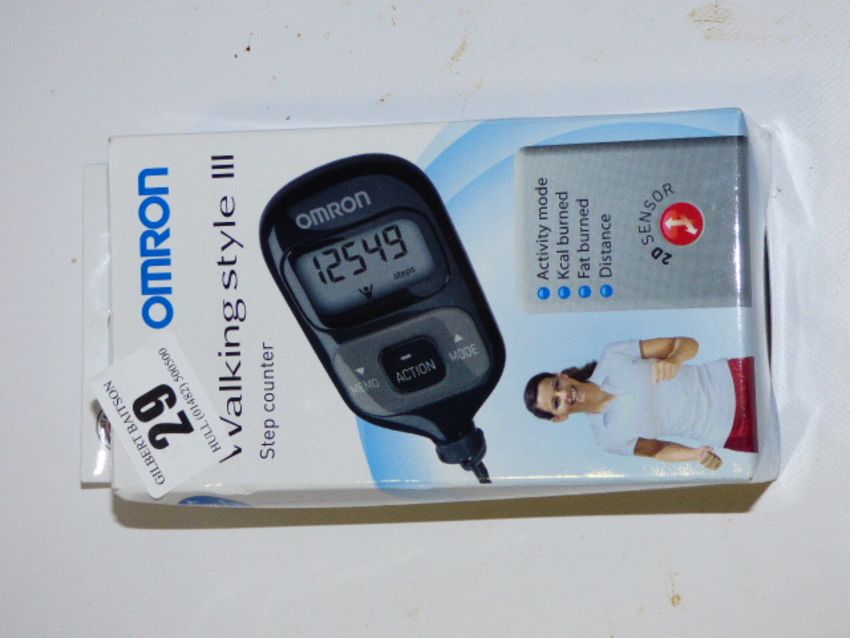 OMRON
Walking style III
Step counter
GILBERT BAITSON
29
HULL (01482) 500500
OMRON
12549
steps
MEMO
ACTION
MODE
Activity mode
Kcal burned
Fat burned
Distance
2D SENSOR